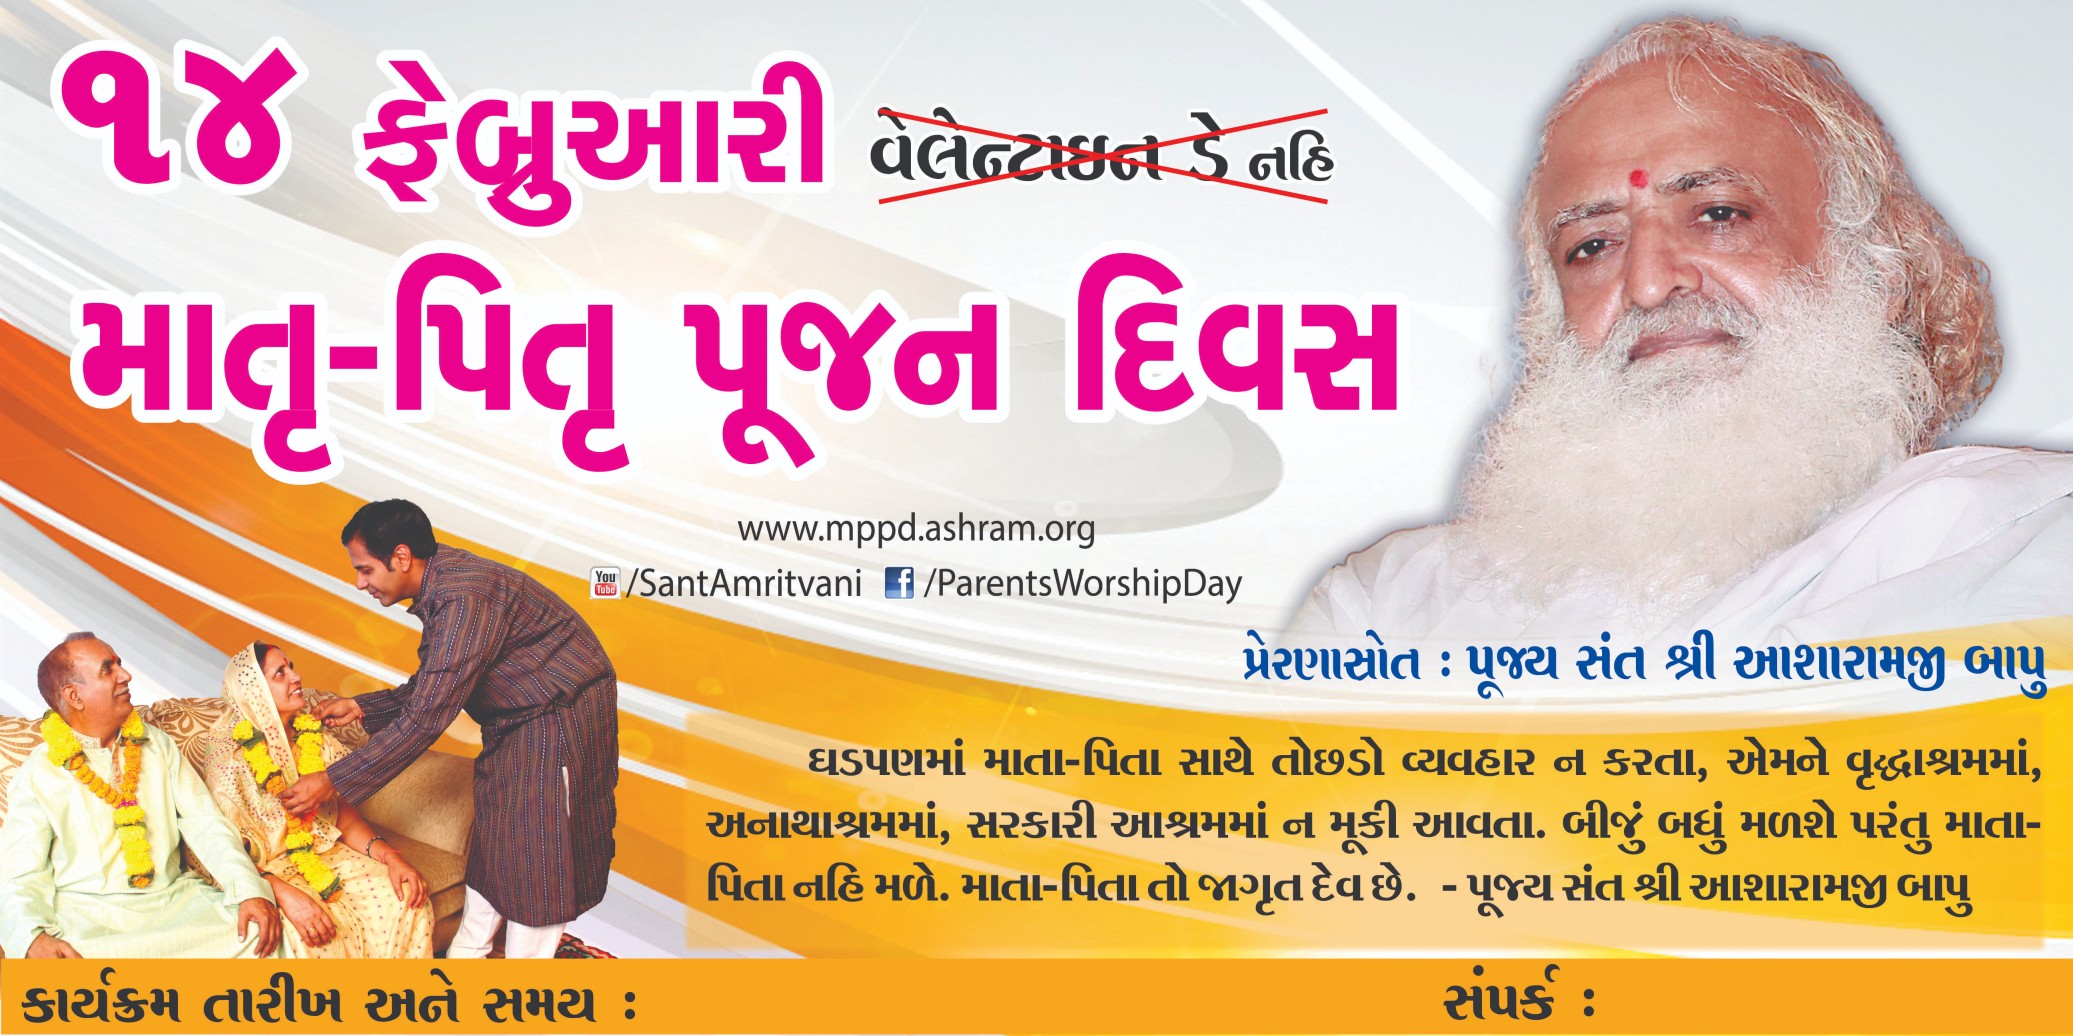 ૧૪ ફેબ્રુઆરી વેલેન્ટાઇન ડે નહિ
માતૃ-પિતૃ પૂજન દિવસ
www.mppd.ashram.org
You Tube /SantAmritvani f /ParentsWorshipDay
પ્રેરણાસ્રોત : પૂજ્ય સંત શ્રી આશારામજી બાપુ
ઘડપણમાં માતા-પિતા સાથે તોછડો વ્યવહાર ન કરતા, એમને વૃદ્ધાશ્રમમાં,
અનાથાશ્રમમાં, સરકારી આશ્રમમાં ન મૂકી આવતા. બીજું બધું મળશે પરંતુ માતા-
પિતા નહિ મળે. માતા-પિતા તો જાગૃત દેવ છે. - પૂજ્ય સંત શ્રી આશારામજી બાપુ
કાર્યક્રમ તારીખ અને સમય : સંપર્ક :